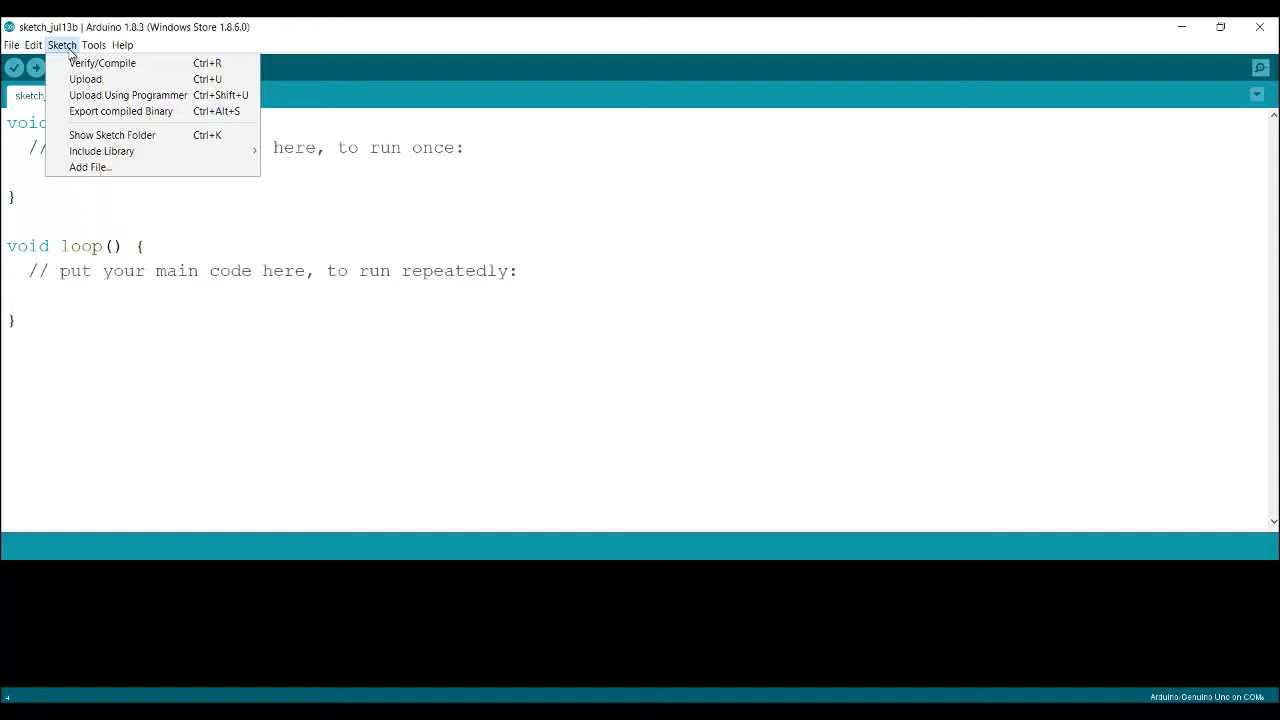 sketch_jul13b | Arduino 1.8.3 (Windows Store 1.8.6.0)
File Edit Sketch Tools Help
Verify/Compile Ctrl+R
Upload Ctrl+U
Upload Using Programmer Ctrl+Shift+U
Export compiled Binary Ctrl+Alt+S
Show Sketch Folder Ctrl+K
Include Library
Add File...
sketch_
void
// here, to run once:
}
void loop() {
// put your main code here, to run repeatedly:
}
4
Arduino/Genuino Uno on COM6